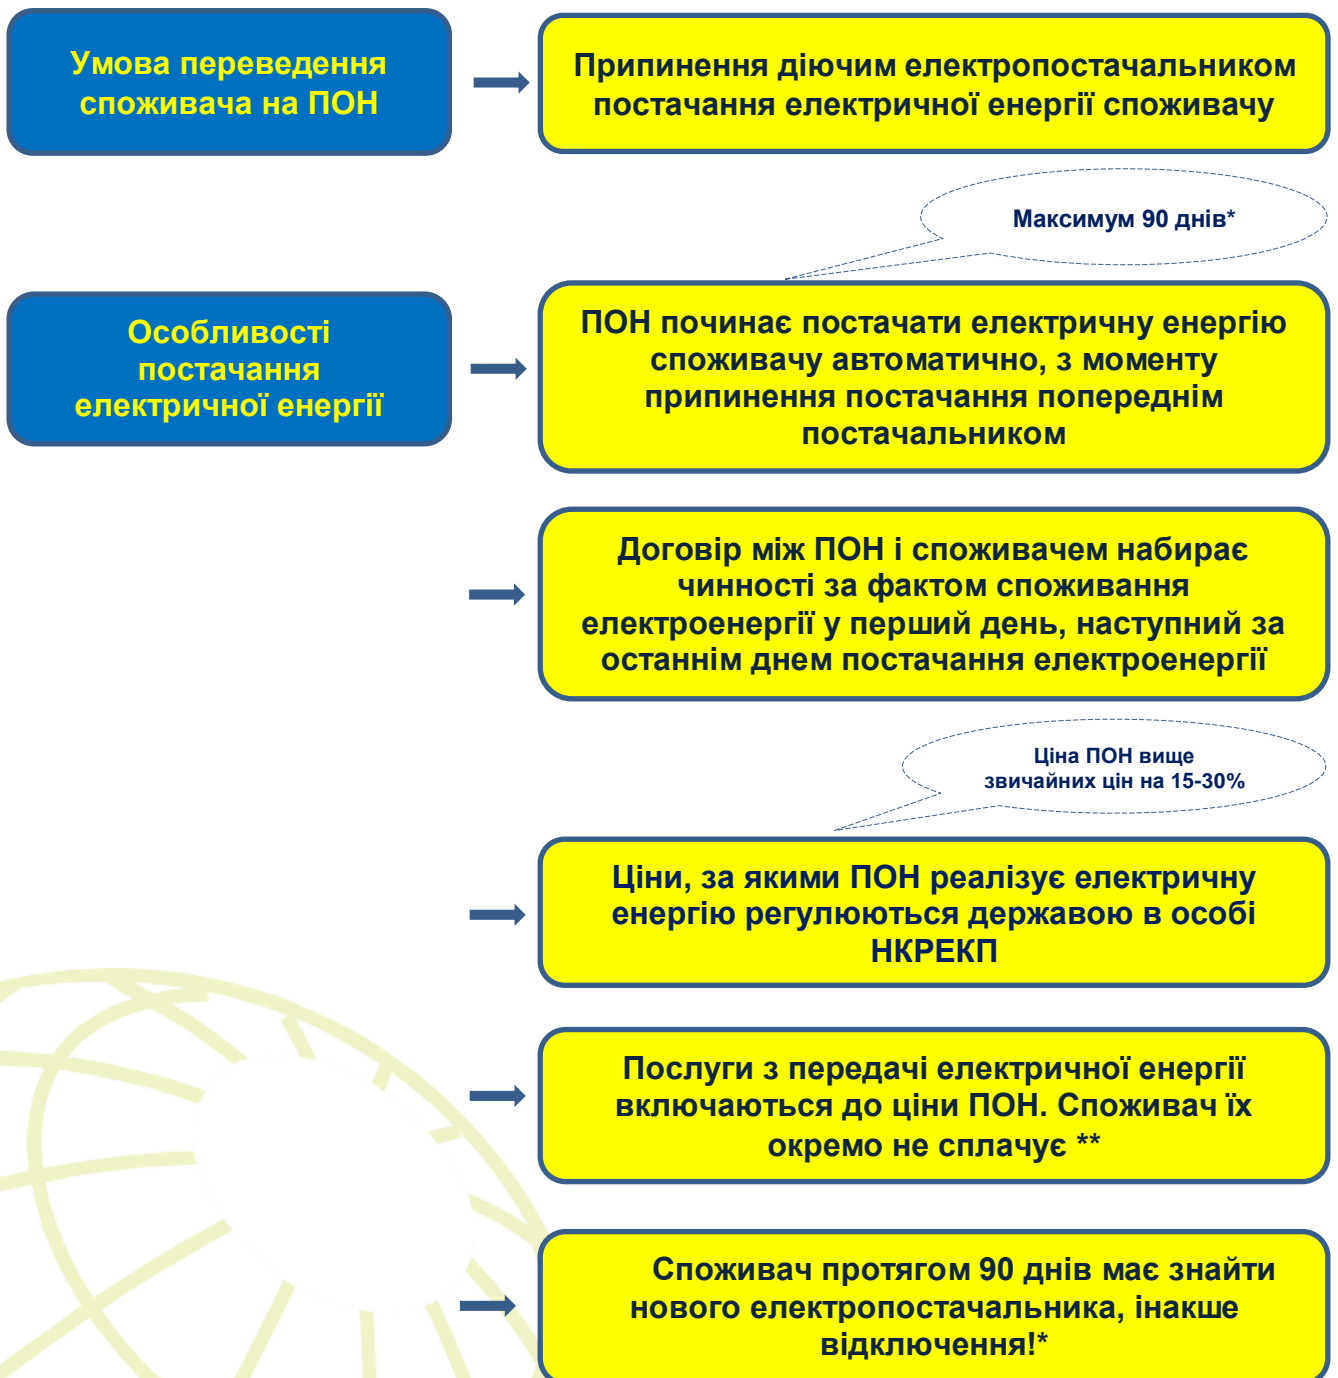 Умова переведення
споживача на ПОН
Припинення діючим електропостачальником
постачання електричної енергії споживачу
Максимум 90 днів*
Особливості
постачання
електричної енергії
ПОН починає постачати електричну енергію
споживачу автоматично, з моменту
припинення постачання попереднім
постачальником
Договір між ПОН і споживачем набирає
чинності за фактом споживання
електроенергії у перший день, наступний за
останнім днем постачання електроенергії
Ціна ПОН вище
звичайних цін на 15-30%
Ціни, за якими ПОН реалізує електричну
енергію регулюються державою в особі
НКРЕКП
Послуги з передачі електричної енергії
включаються до ціни ПОН. Споживач їх
окремо не сплачує **
Споживач протягом 90 днів має знайти
нового електропостачальника, інакше
відключення!*